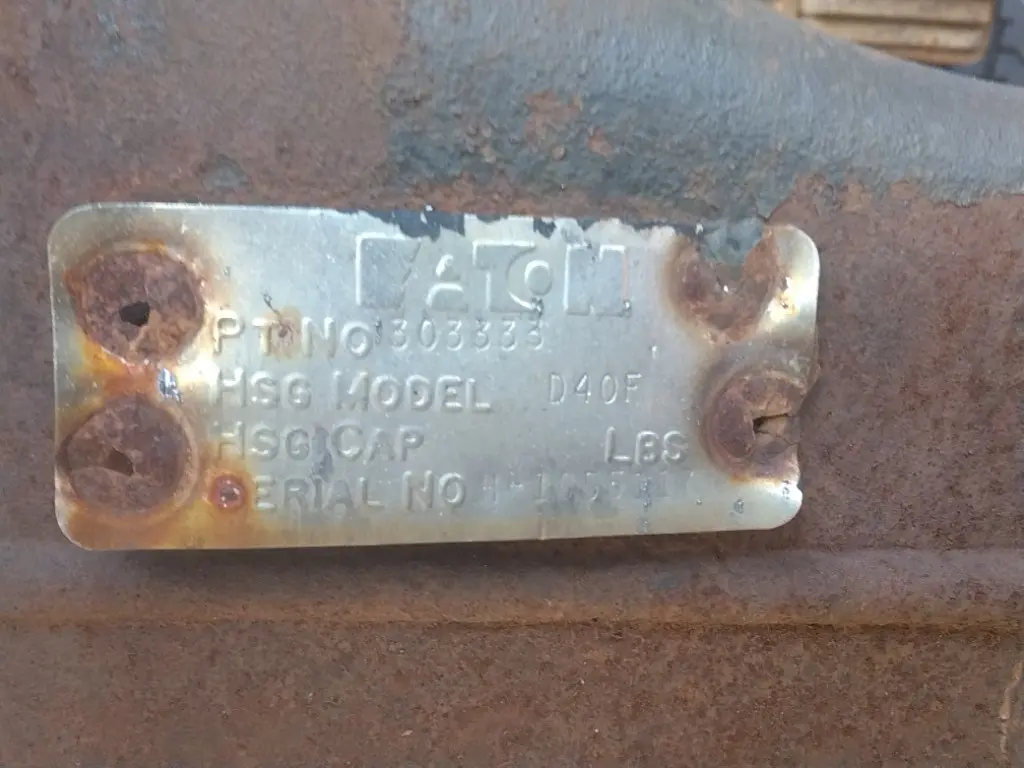 EATON
PT NO 303333
HSG MODEL D40F
HSG CAP LBS
SERIAL NO